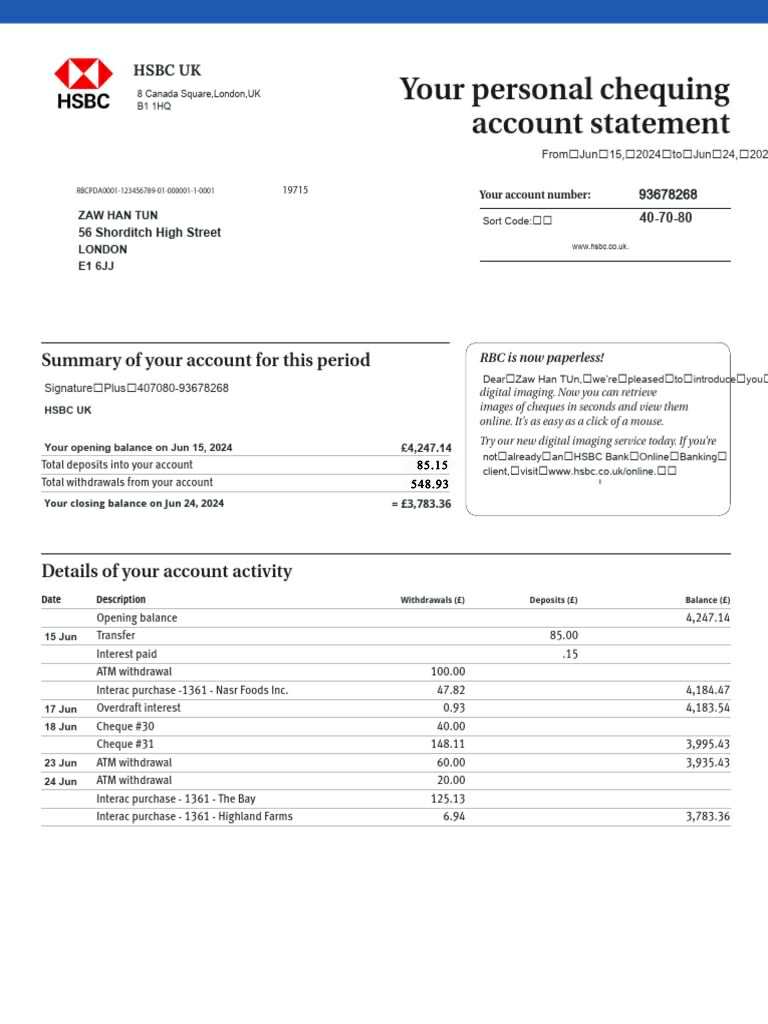 HSBC UK
HSBC
8 Canada Square,London,UK
B1 1HQ
Your personal chequing
account statement
From□Jun□15,□2024□to□Jun□24,□202
RBCPDA0001-123456789-01-000001-1-0001 19715
ZAW HAN TUN
56 Shorditch High Street
LONDON
E1 6JJ
Your account number: 93678268
Sort Code:□□ 40-70-80
www.hsbc.co.uk.
Summary of your account for this period
Signature□Plus□407080-93678268
HSBC UK
Your opening balance on Jun 15, 2024 £4,247.14
Total deposits into your account 85.15
Total withdrawals from your account 548.93
Your closing balance on Jun 24, 2024 = £3,783.36
RBC is now paperless!
Dear□Zaw Han TUn,□we're□pleased□to□introduce□you□
digital imaging. Now you can retrieve
images of cheques in seconds and view them
online. It's as easy as a click of a mouse.
Try our new digital imaging service today. If you're
not□already□an□HSBC Bank□Online□Banking□
client,□visit□www.hsbc.co.uk/online.□□
Details of your account activity
Date Description Withdrawals (£) Deposits (£) Balance (£)
Opening balance 4,247.14
15 Jun Transfer 85.00
Interest paid .15
ATM withdrawal 100.00
Interac purchase -1361 - Nasr Foods Inc. 47.82 4,184.47
17 Jun Overdraft interest 0.93 4,183.54
18 Jun Cheque #30 40.00
Cheque #31 148.11 3,995.43
23 Jun ATM withdrawal 60.00 3,935.43
24 Jun ATM withdrawal 20.00
Interac purchase - 1361 - The Bay 125.13
Interac purchase - 1361 - Highland Farms 6.94 3,783.36